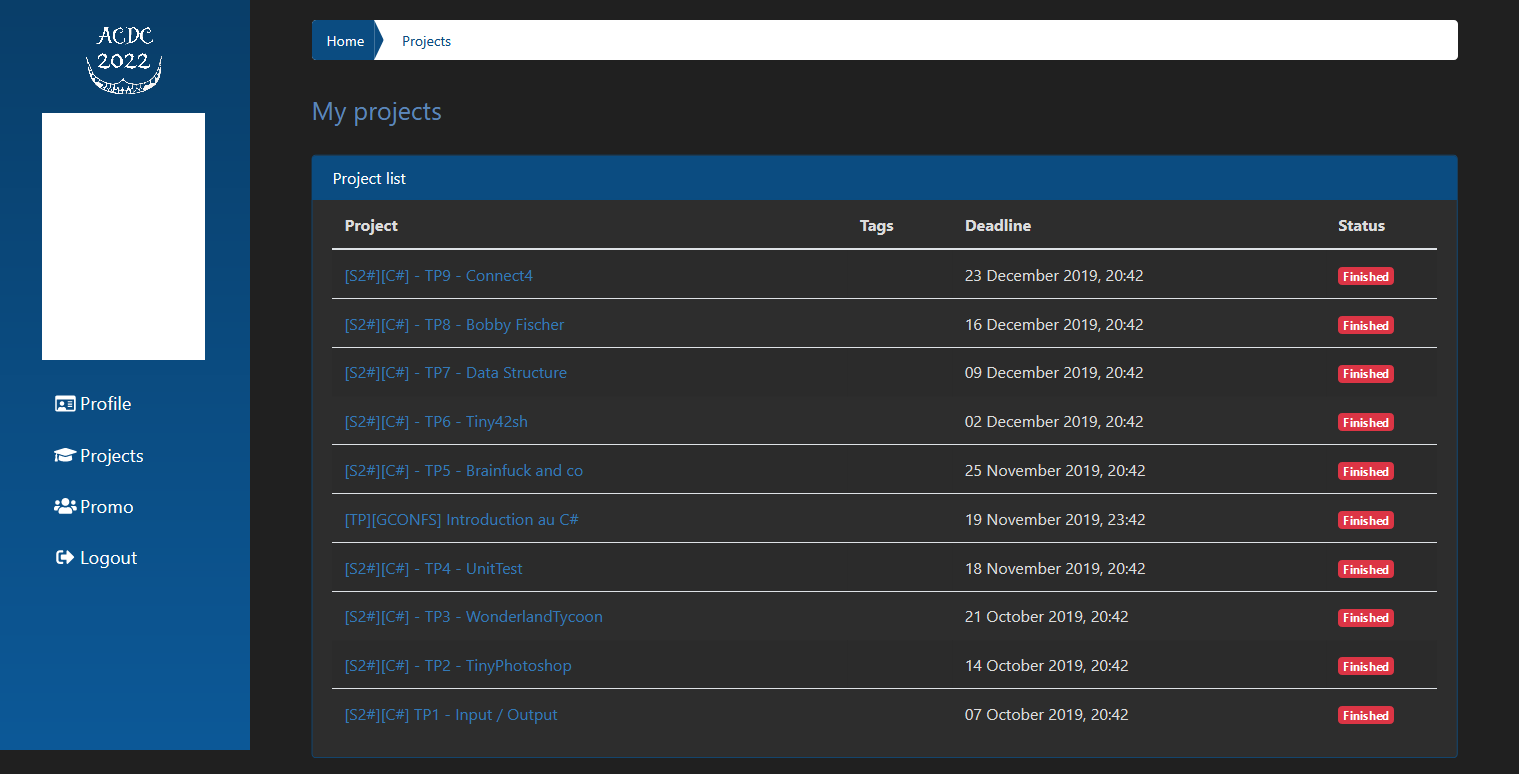 ACDC
2022
Profile
Projects
Promo
Logout
Home Projects
My projects
Project list
Project Tags Deadline Status
[S2#][C#] - TP9 - Connect4 23 December 2019, 20:42 Finished
[S2#][C#] - TP8 - Bobby Fischer 16 December 2019, 20:42 Finished
[S2#][C#] - TP7 - Data Structure 09 December 2019, 20:42 Finished
[S2#][C#] - TP6 - Tiny42sh 02 December 2019, 20:42 Finished
[S2#][C#] - TP5 - Brainfuck and co 25 November 2019, 20:42 Finished
[TP][GCONFS] Introduction au C# 19 November 2019, 23:42 Finished
[S2#][C#] - TP4 - UnitTest 18 November 2019, 20:42 Finished
[S2#][C#] - TP3 - WonderlandTycoon 21 October 2019, 20:42 Finished
[S2#][C#] - TP2 - TinyPhotoshop 14 October 2019, 20:42 Finished
[S2#][C#] TP1 - Input / Output 07 October 2019, 20:42 Finished